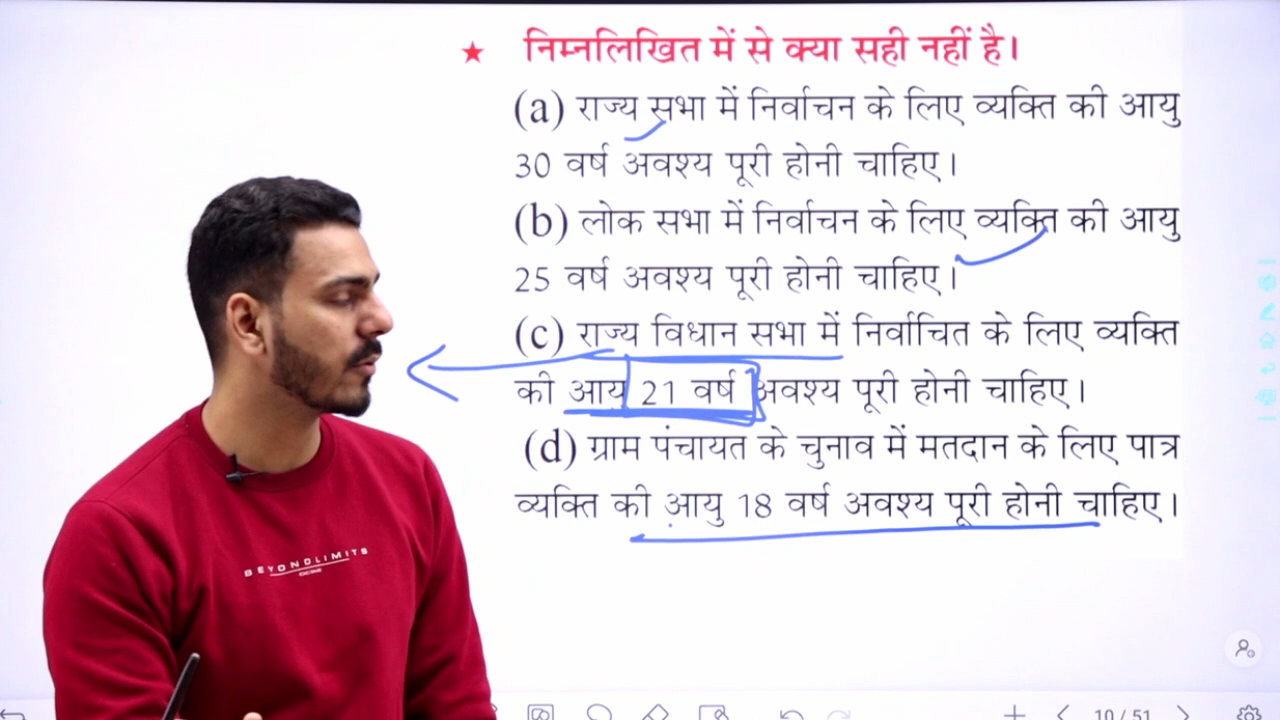 ★ निम्नलिखित में से क्या सही नहीं है।
(a) राज्य सभा में निर्वाचन के लिए व्यक्ति की आयु
30 वर्ष अवश्य पूरी होनी चाहिए।
(b) लोक सभा में निर्वाचन के लिए व्यक्ति की आयु
25 वर्ष अवश्य पूरी होनी चाहिए।
(c) राज्य विधान सभा में निर्वाचित के लिए व्यक्ति
की आयु 21 वर्ष अवश्य पूरी होनी चाहिए।
(d) ग्राम पंचायत के चुनाव में मतदान के लिए पात्र
व्यक्ति की आयु 18 वर्ष अवश्य पूरी होनी चाहिए।
BEYONDLIMITS
10 / 51